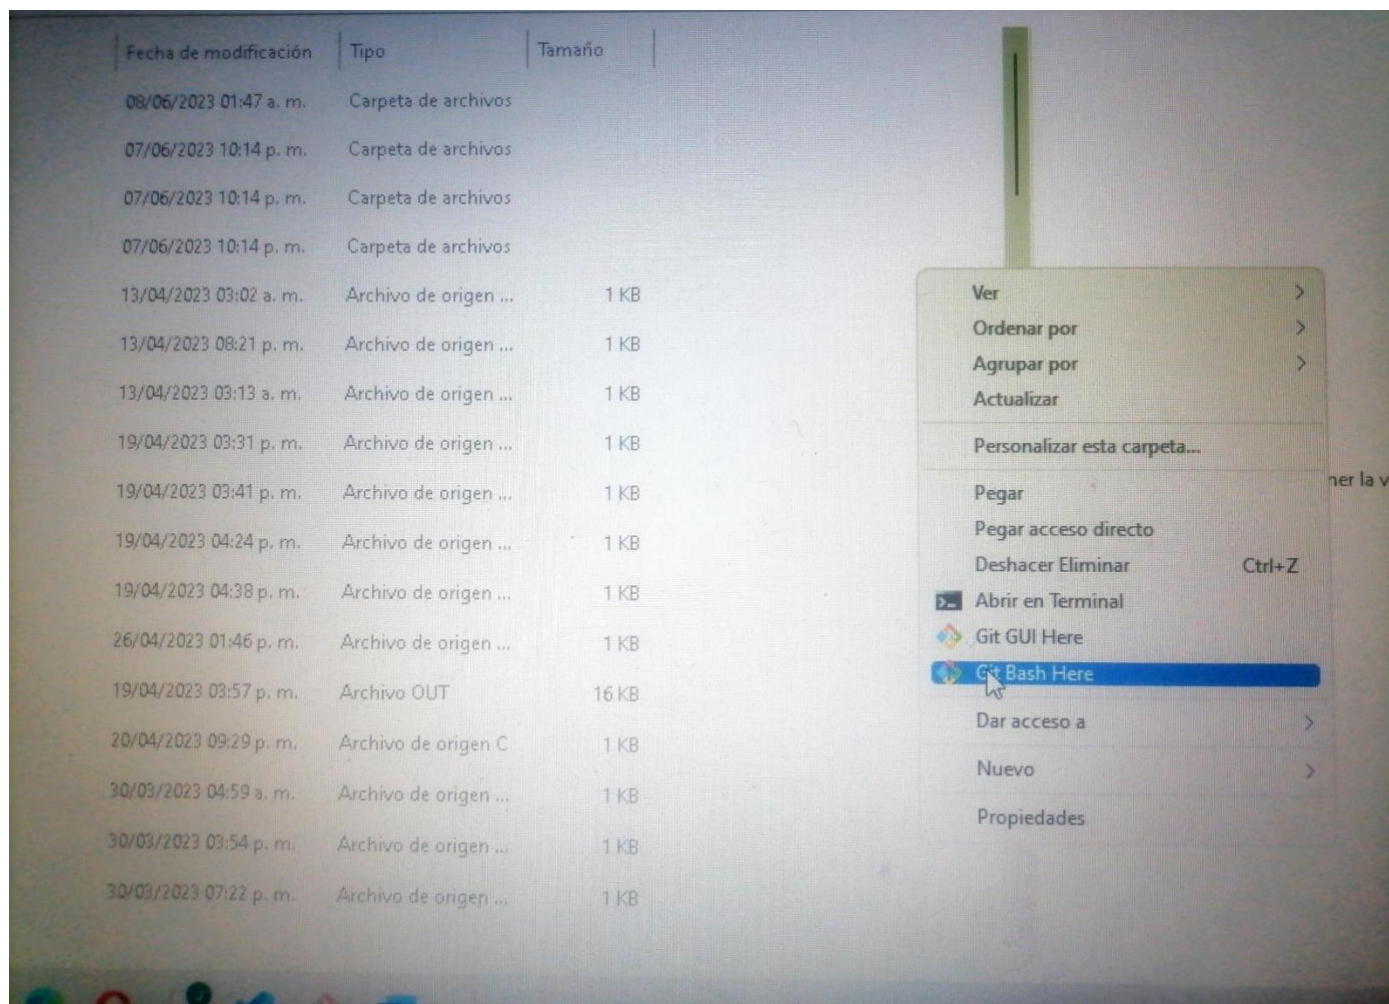 Fecha de modificación Tipo Tamaño
08/06/2023 01:47 a. m. Carpeta de archivos
07/06/2023 10:14 p. m. Carpeta de archivos
07/06/2023 10:14 p. m. Carpeta de archivos
07/06/2023 10:14 p. m. Carpeta de archivos
13/04/2023 03:02 a. m. Archivo de origen ... 1 KB
13/04/2023 08:21 p. m. Archivo de origen ... 1 KB
13/04/2023 03:13 a. m. Archivo de origen ... 1 KB
19/04/2023 03:31 p. m. Archivo de origen ... 1 KB
19/04/2023 03:41 p. m. Archivo de origen ... 1 KB
19/04/2023 04:24 p. m. Archivo de origen ... 1 KB
19/04/2023 04:38 p. m. Archivo de origen ... 1 KB
26/04/2023 01:46 p. m. Archivo de origen ... 1 KB
19/04/2023 03:57 p. m. Archivo OUT 16 KB
20/04/2023 09:29 p. m. Archivo de origen C 1 KB
30/03/2023 04:59 a. m. Archivo de origen ... 1 KB
30/03/2023 03:54 p. m. Archivo de origen ... 1 KB
30/03/2023 07:22 p. m. Archivo de origen ... 1 KB
Ver
Ordenar por
Agrupar por
Actualizar
Personalizar esta carpeta...
Pegar
Pegar acceso directo
Deshacer Eliminar Ctrl+Z
Abrir en Terminal
Git GUI Here
Git Bash Here
Dar acceso a
Nuevo
Propiedades
ner la v